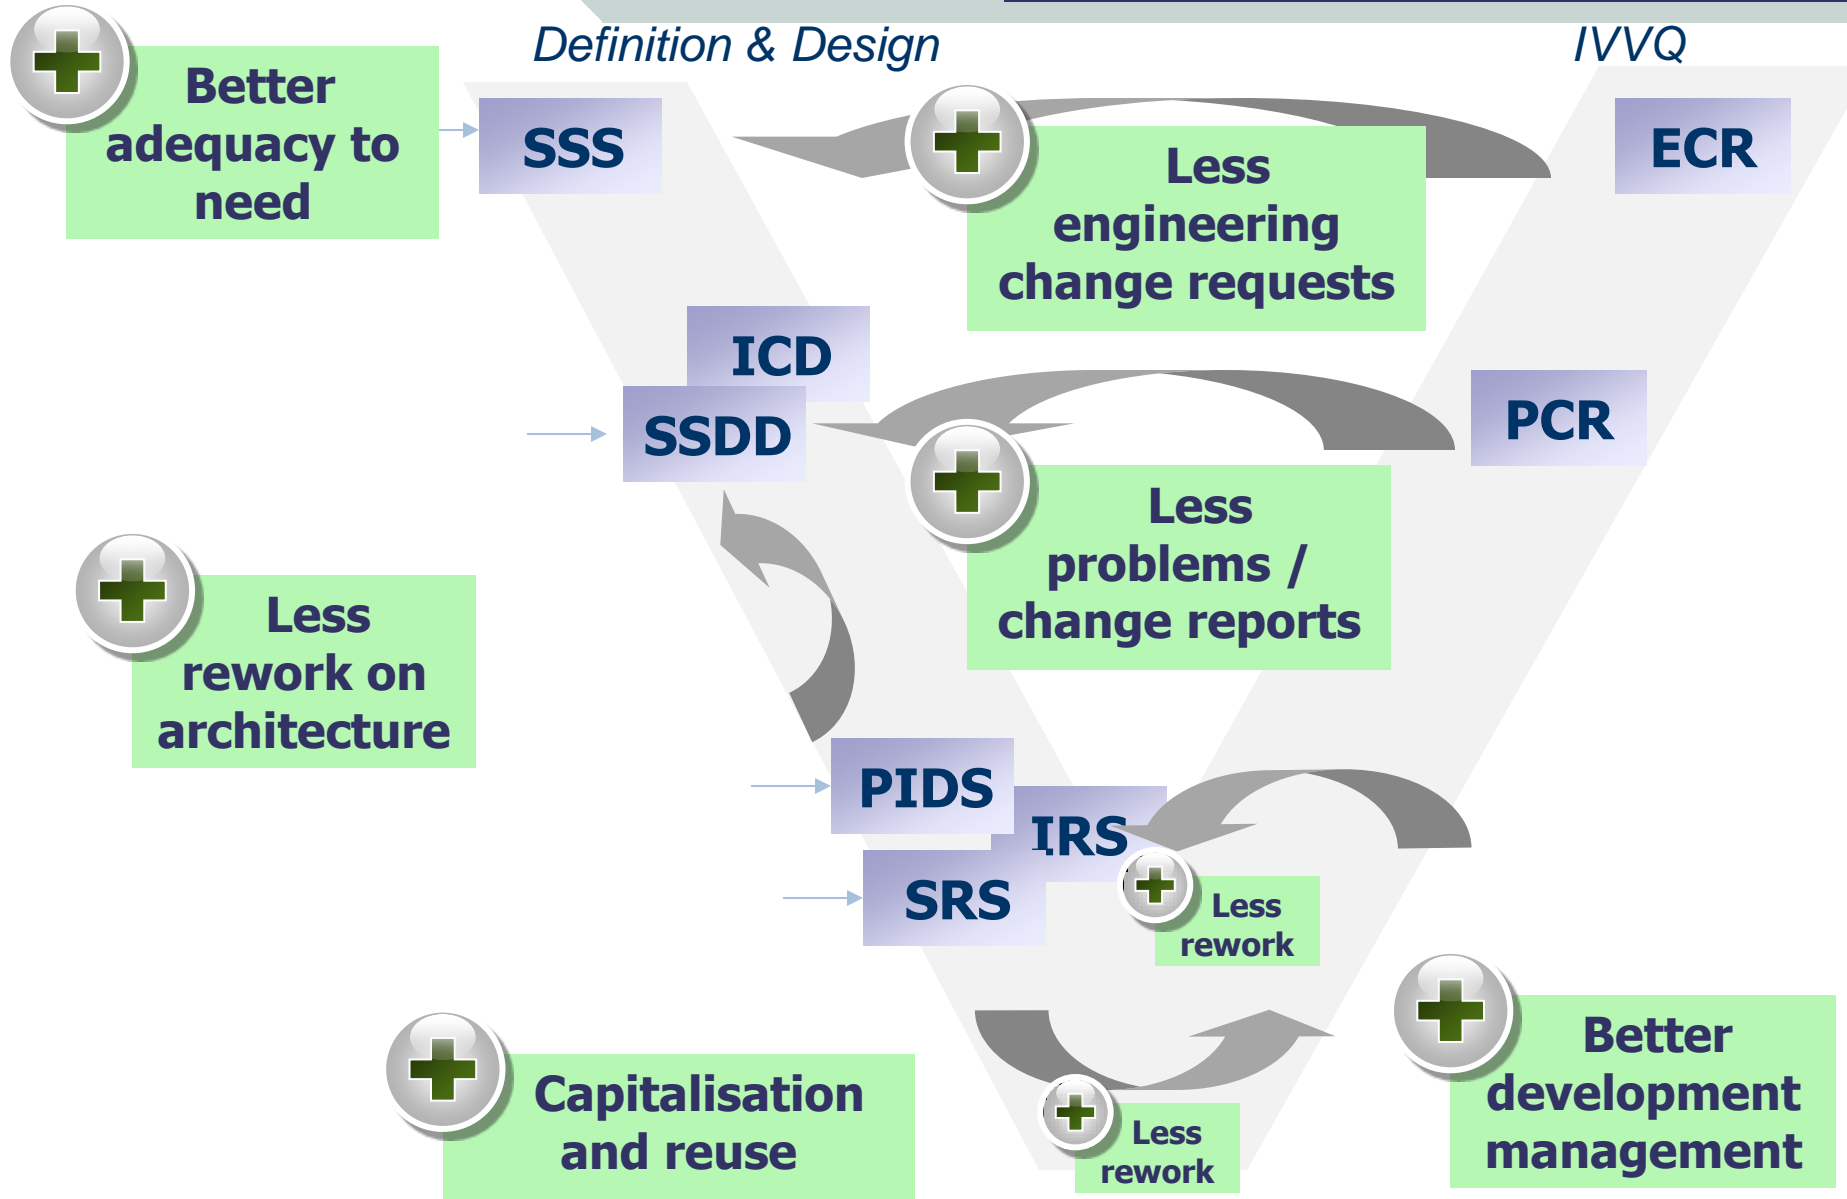 Definition & Design
IVVQ
Better
adequacy to
need
SSS
Less
engineering
change requests
ECR
ICD
SSDD
PCR
Less
problems /
change reports
Less
rework on
architecture
PIDS
IRS
SRS
Less
rework
Capitalisation
and reuse
Less
rework
Better
development
management